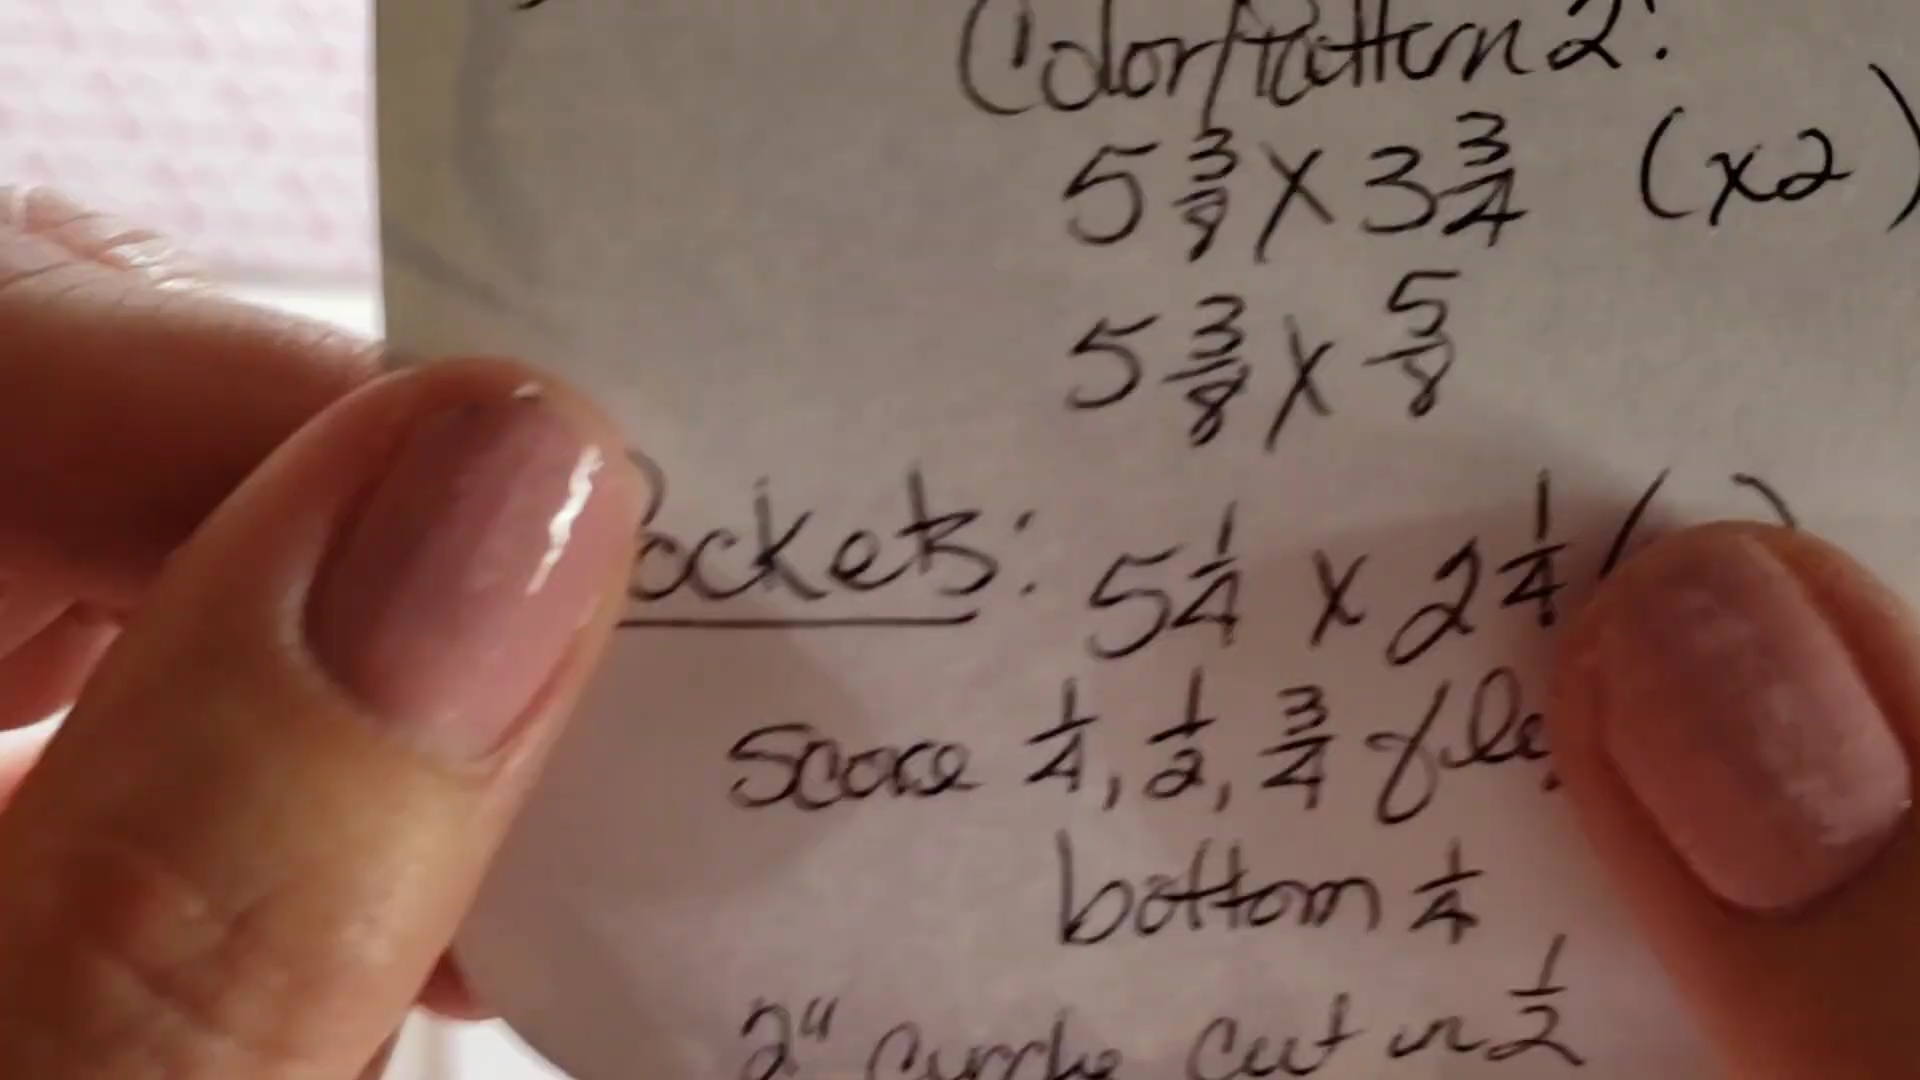 Color/Pattern 2:
5 3/8 X 3 3/4 (x2)
5 3/8 X 5/8
Pockets: 5 1/4 x 2 1/4 ( )
score 1/4, 1/2, 3/4
bottom 1/4
2" circle cut in 1/2